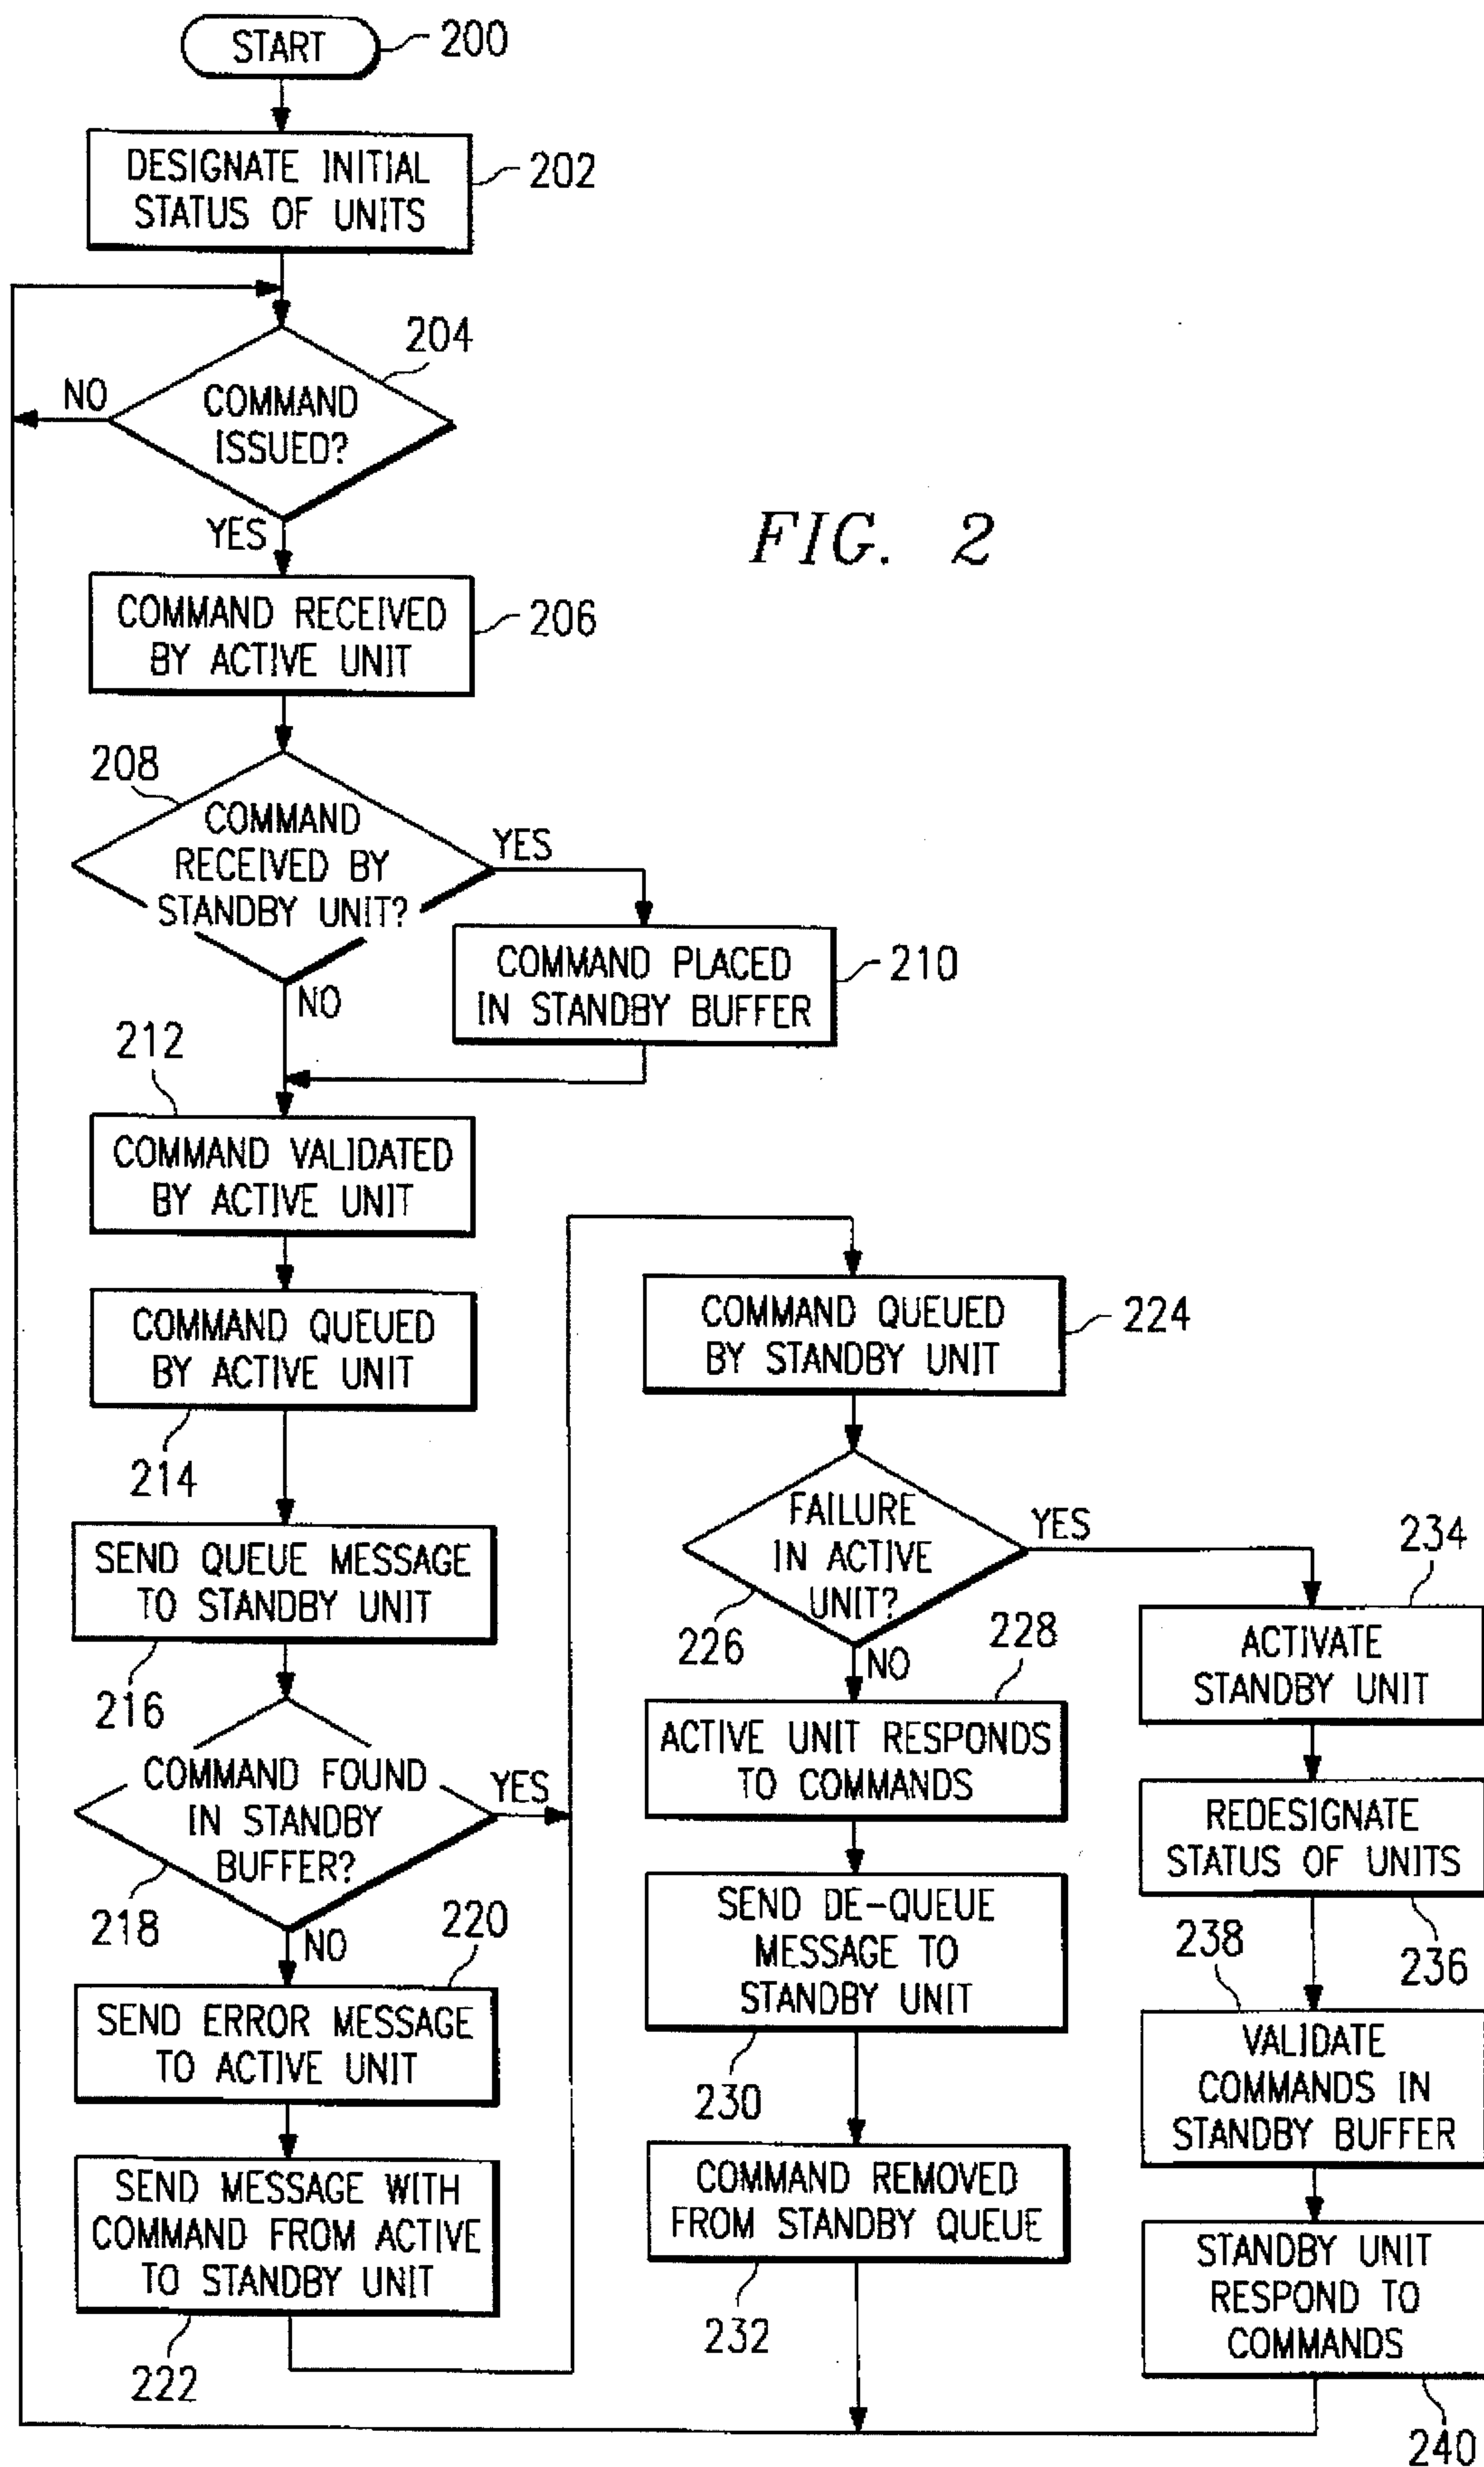 START
200
DESIGNATE INITIAL
STATUS OF UNITS
202
204
NO
COMMAND
ISSUED?
YES
FIG. 2
COMMAND RECEIVED
BY ACTIVE UNIT
206
208
COMMAND
RECEIVED BY
STANDBY UNIT?
YES
NO
COMMAND PLACED
IN STANDBY BUFFER
210
212
COMMAND VALIDATED
BY ACTIVE UNIT
COMMAND QUEUED
BY ACTIVE UNIT
214
SEND QUEUE MESSAGE
TO STANDBY UNIT
216
COMMAND FOUND
IN STANDBY
BUFFER?
YES
218
NO
220
SEND ERROR MESSAGE
TO ACTIVE UNIT
SEND MESSAGE WITH
COMMAND FROM ACTIVE
TO STANDBY UNIT
222
COMMAND QUEUED
BY STANDBY UNIT
224
FAILURE
IN ACTIVE
UNIT?
YES
226
NO
228
ACTIVE UNIT RESPONDS
TO COMMANDS
SEND DE-QUEUE
MESSAGE TO
STANDBY UNIT
230
COMMAND REMOVED
FROM STANDBY QUEUE
232
234
ACTIVATE
STANDBY UNIT
REDESIGNATE
STATUS OF UNITS
236
238
VALIDATE
COMMANDS IN
STANDBY BUFFER
STANDBY UNIT
RESPOND TO
COMMANDS
240